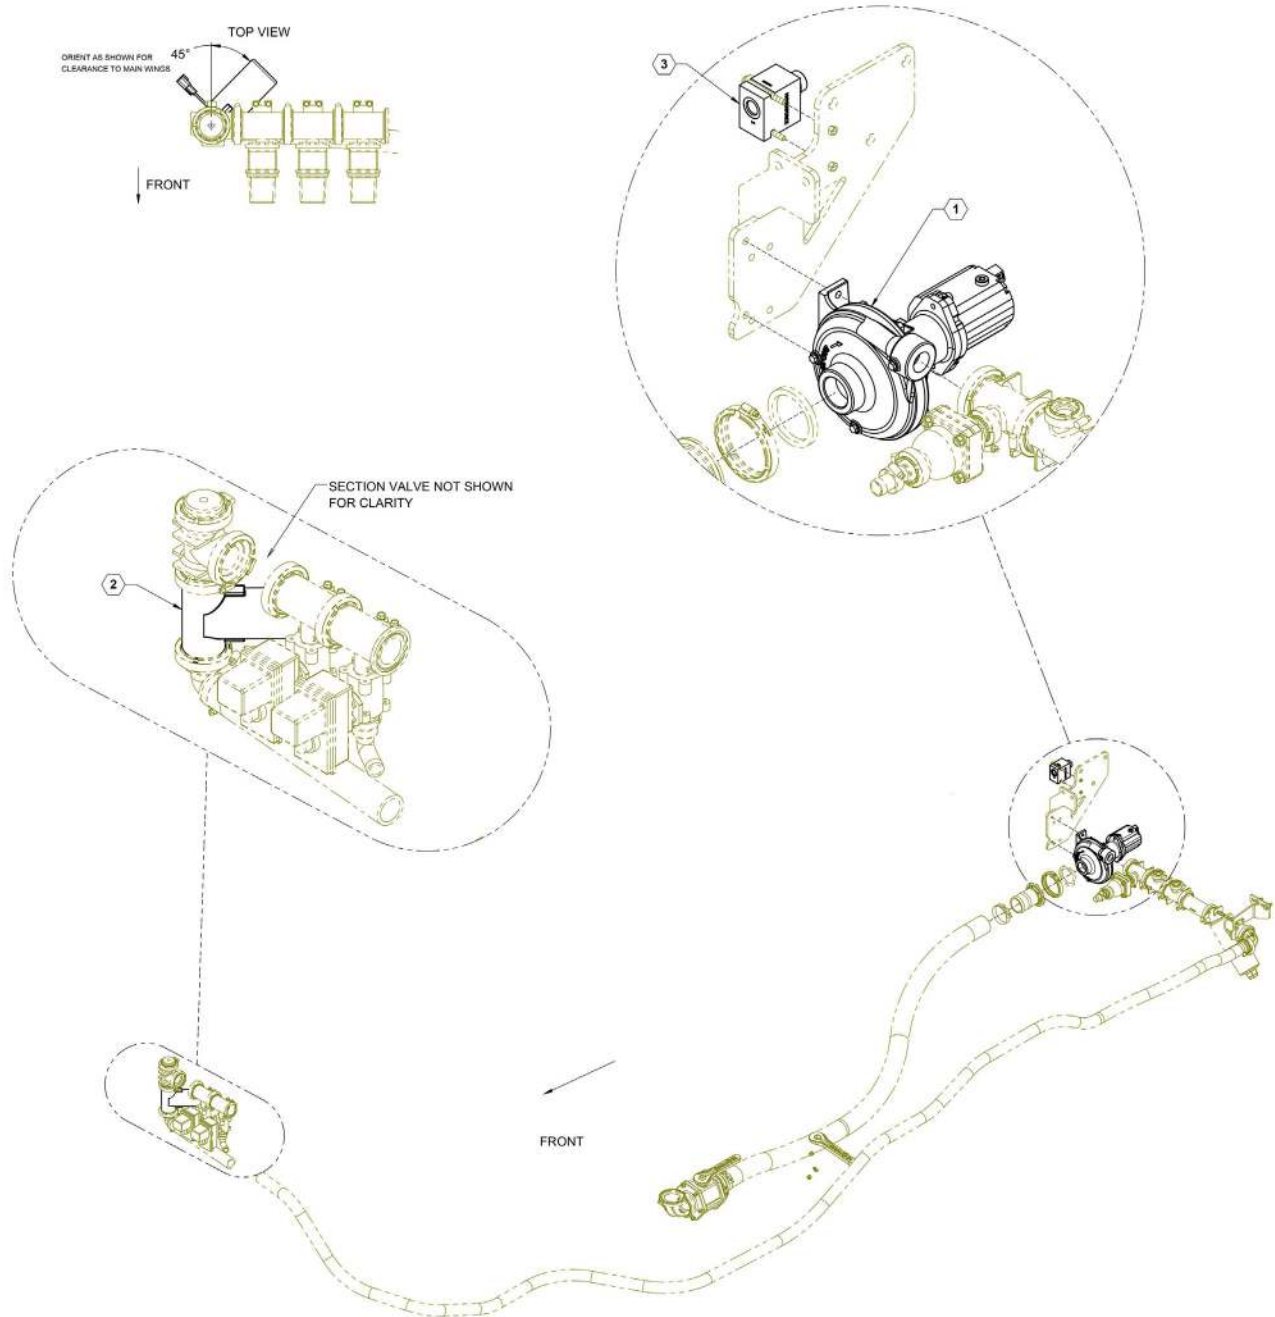 TOP VIEW
45°
ORIENT AS SHOWN FOR
CLEARANCE TO MAIN WINGS
FRONT
3
1
SECTION VALVE NOT SHOWN
FOR CLARITY
2
FRONT